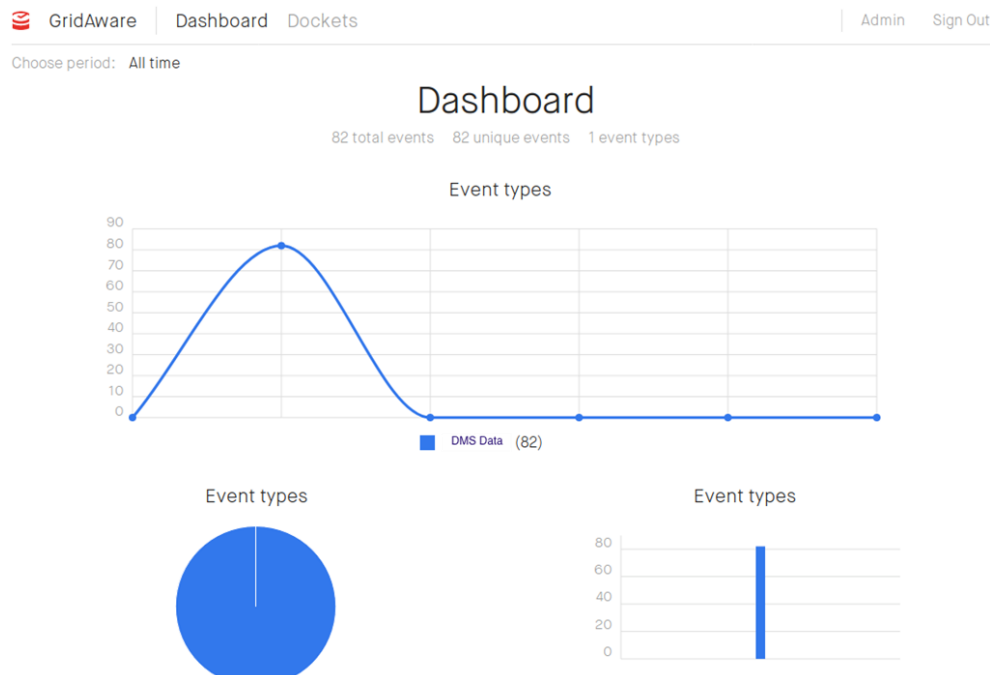 GridAware Dashboard Dockets Admin Sign Out
Choose period: All time
Dashboard
82 total events 82 unique events 1 event types
Event types
90
80
70
60
50
40
30
20
10
0
DMS Data (82)
Event types
Event types
80
60
40
20
0